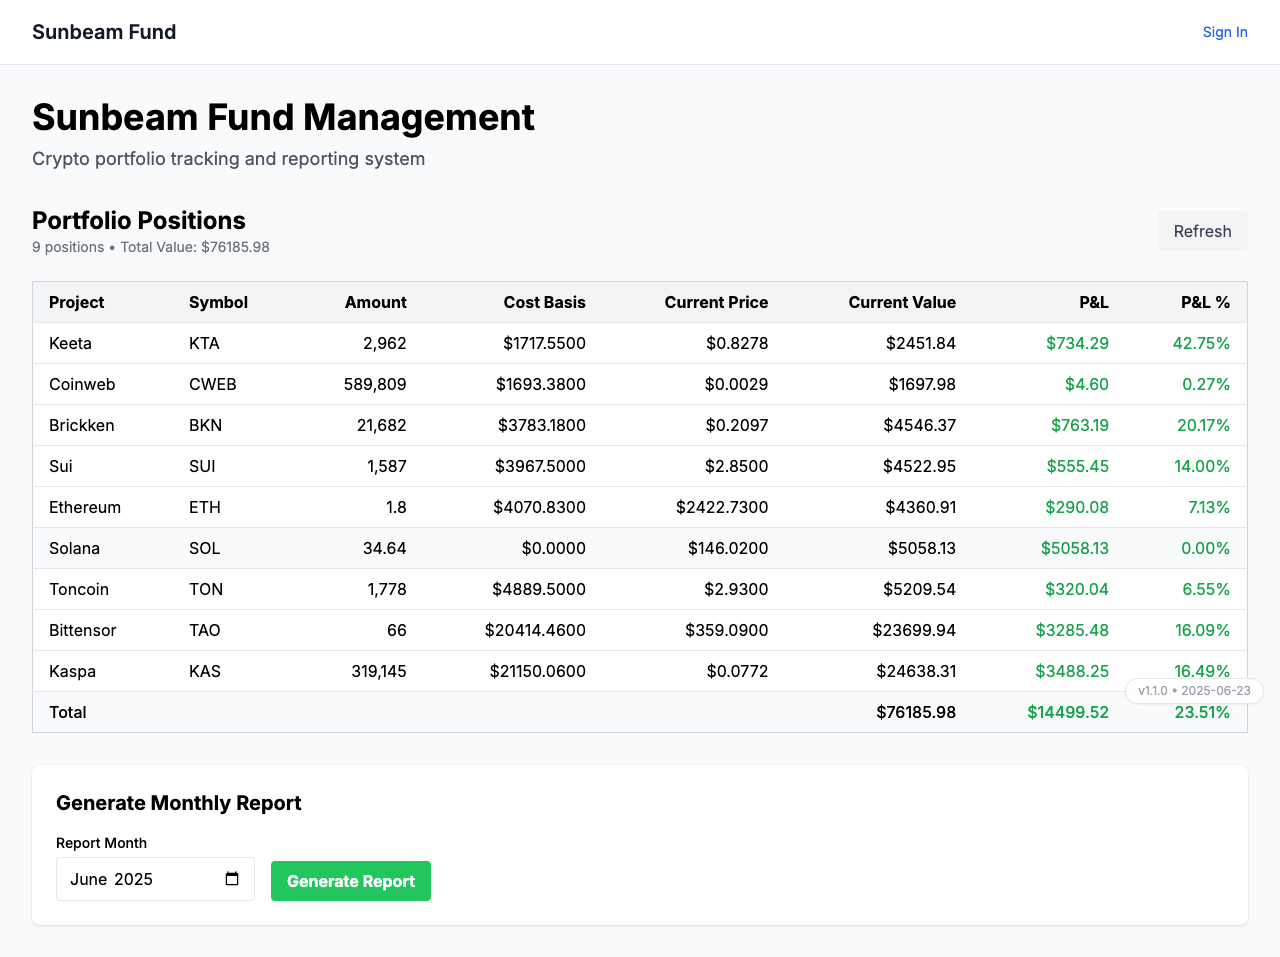 Sunbeam Fund
Sign In
Sunbeam Fund Management
Crypto portfolio tracking and reporting system
Portfolio Positions
9 positions • Total Value: $76185.98
Refresh
Project Symbol Amount Cost Basis Current Price Current Value P&L P&L %
Keeta KTA 2,962 $1717.5500 $0.8278 $2451.84 $734.29 42.75%
Coinweb CWEB 589,809 $1693.3800 $0.0029 $1697.98 $4.60 0.27%
Brickken BKN 21,682 $3783.1800 $0.2097 $4546.37 $763.19 20.17%
Sui SUI 1,587 $3967.5000 $2.8500 $4522.95 $555.45 14.00%
Ethereum ETH 1.8 $4070.8300 $2422.7300 $4360.91 $290.08 7.13%
Solana SOL 34.64 $0.0000 $146.0200 $5058.13 $5058.13 0.00%
Toncoin TON 1,778 $4889.5000 $2.9300 $5209.54 $320.04 6.55%
Bittensor TAO 66 $20414.4600 $359.0900 $23699.94 $3285.48 16.09%
Kaspa KAS 319,145 $21150.0600 $0.0772 $24638.31 $3488.25 16.49%
v1.1.0 • 2025-06-23
Total $76185.98 $14499.52 23.51%
Generate Monthly Report
Report Month
June 2025
Generate Report